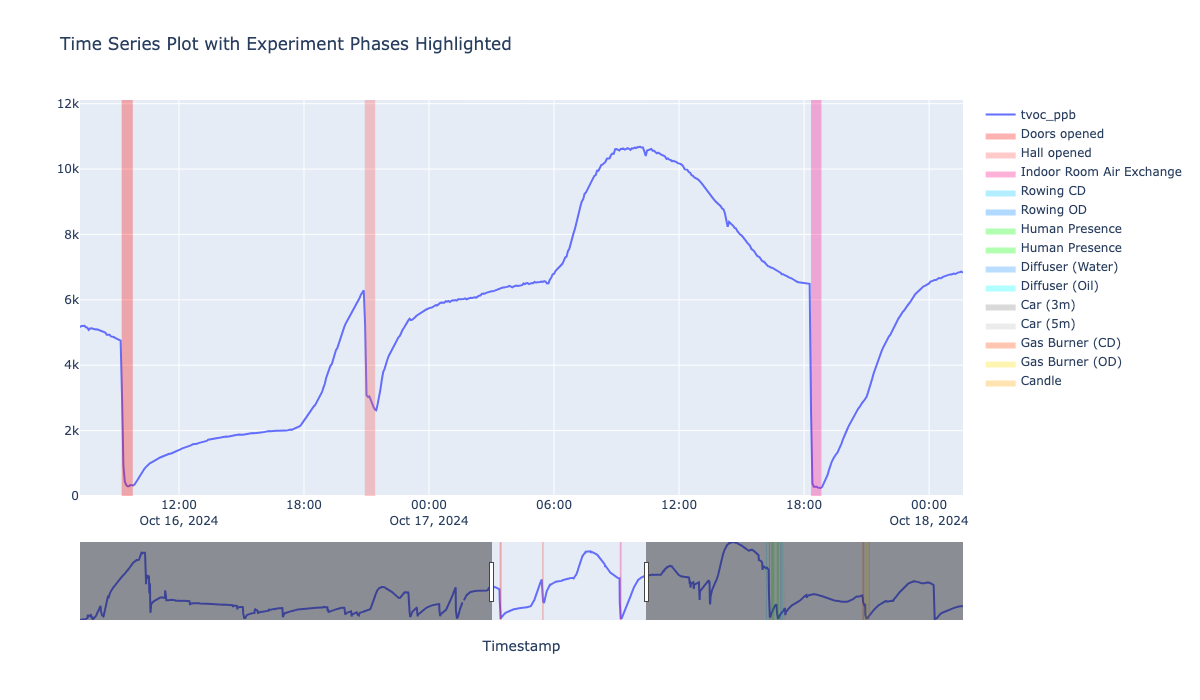 Time Series Plot with Experiment Phases Highlighted
12k
10k
8k
6k
4k
2k
0
12:00
Oct 16, 2024
18:00
00:00
Oct 17, 2024
06:00
12:00
18:00
00:00
Oct 18, 2024
Timestamp
tvoc_ppb
Doors opened
Hall opened
Indoor Room Air Exchange
Rowing CD
Rowing OD
Human Presence
Human Presence
Diffuser (Water)
Diffuser (Oil)
Car (3m)
Car (5m)
Gas Burner (CD)
Gas Burner (OD)
Candle